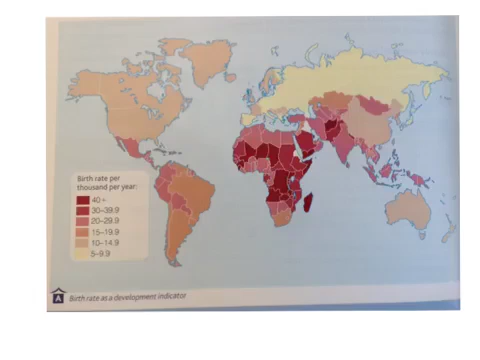 Birth rate per
thousand per year:
40+
30–39.9
20–29.9
15–19.9
10–14.9
5–9.9
A Birth rate as a development indicator